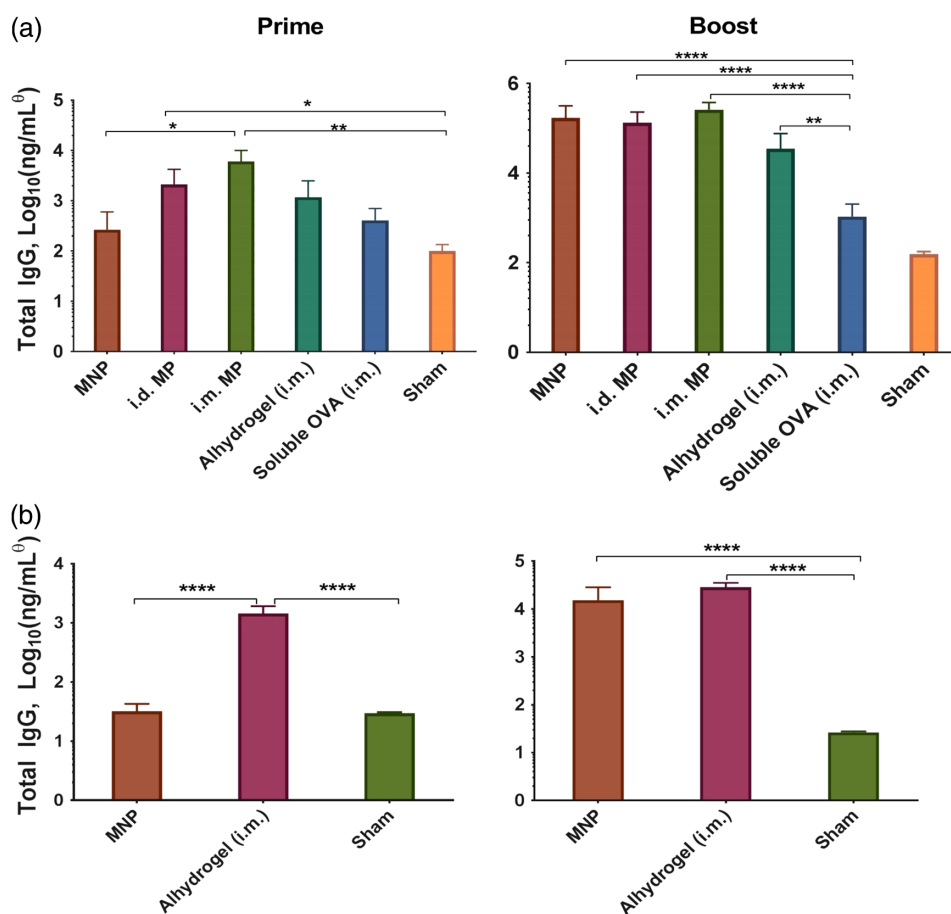 (a)
Prime
Boost
Total IgG, Log10(ng/mLθ)
5
4
3
2
1
0
*
*
**
MNP
i.d. MP
i.m. MP
Alhydrogel (i.m.)
Soluble OVA (i.m.)
Sham
6
4
2
0
****
****
****
**
MNP
i.d. MP
i.m. MP
Alhydrogel (i.m.)
Soluble OVA (i.m.)
Sham
(b)
Total IgG, Log10(ng/mLθ)
4
3
2
1
0
****
****
MNP
Alhydrogel (i.m.)
Sham
5
4
3
2
1
0
****
****
MNP
Alhydrogel (i.m.)
Sham